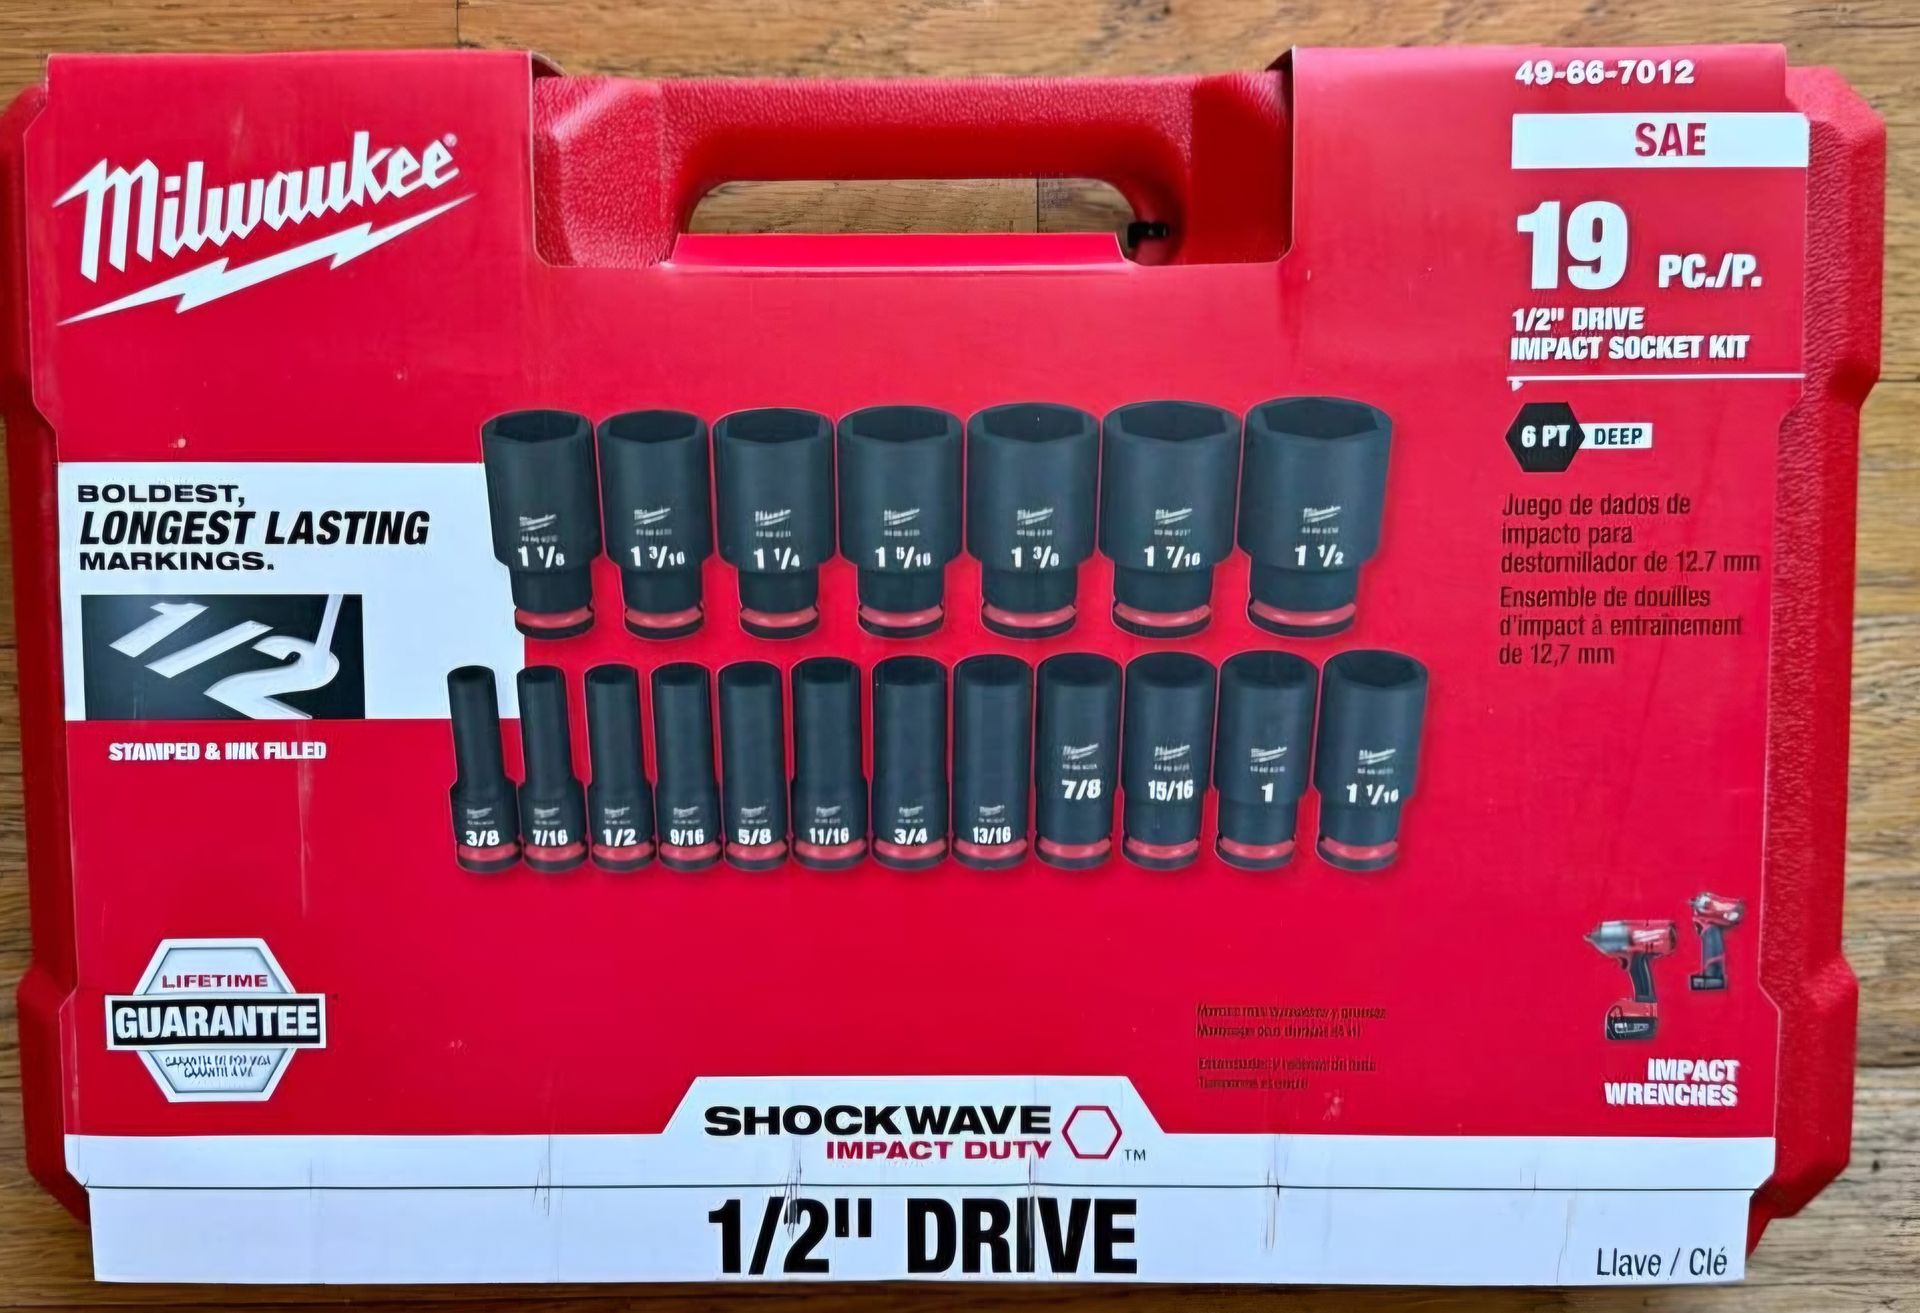 Milwaukee®
49-66-7012
SAE
19 PC./P.
1/2" DRIVE
IMPACT SOCKET KIT
6 PT DEEP
Juego de dados de
impacto para
destornillador de 12.7 mm
Ensemble de douilles
d'impact à entraînement
de 12,7 mm
BOLDEST,
LONGEST LASTING
MARKINGS.
1/2
STAMPED & INK FILLED
1 1/8 1 3/16 1 1/4 1 5/16 1 3/8 1 7/16 1 1/2
3/8 7/16 1/2 9/16 5/8 11/16 3/4 13/16 7/8 15/16 1 1 1/16
LIFETIME
GUARANTEE
IMPACT
WRENCHES
SHOCKWAVE
IMPACT DUTY ™
1/2" DRIVE
Llave / Clé